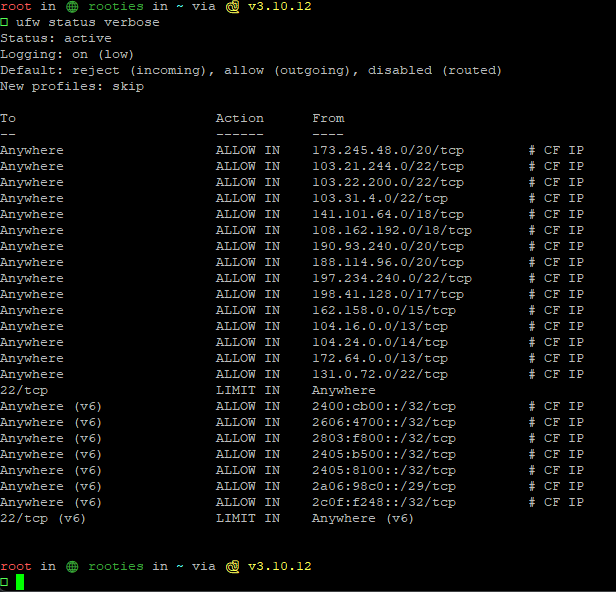 root in 🌐 rooties in ~ via 🐏 v3.10.12
▯ ufw status verbose
Status: active
Logging: on (low)
Default: reject (incoming), allow (outgoing), disabled (routed)
New profiles: skip
To Action From
-- ------ ----
Anywhere ALLOW IN 173.245.48.0/20/tcp # CF IP
Anywhere ALLOW IN 103.21.244.0/22/tcp # CF IP
Anywhere ALLOW IN 103.22.200.0/22/tcp # CF IP
Anywhere ALLOW IN 103.31.4.0/22/tcp # CF IP
Anywhere ALLOW IN 141.101.64.0/18/tcp # CF IP
Anywhere ALLOW IN 108.162.192.0/18/tcp # CF IP
Anywhere ALLOW IN 190.93.240.0/20/tcp # CF IP
Anywhere ALLOW IN 188.114.96.0/20/tcp # CF IP
Anywhere ALLOW IN 197.234.240.0/22/tcp # CF IP
Anywhere ALLOW IN 198.41.128.0/17/tcp # CF IP
Anywhere ALLOW IN 162.158.0.0/15/tcp # CF IP
Anywhere ALLOW IN 104.16.0.0/13/tcp # CF IP
Anywhere ALLOW IN 104.24.0.0/14/tcp # CF IP
Anywhere ALLOW IN 172.64.0.0/13/tcp # CF IP
Anywhere ALLOW IN 131.0.72.0/22/tcp # CF IP
22/tcp LIMIT IN Anywhere
Anywhere (v6) ALLOW IN 2400:cb00::/32/tcp # CF IP
Anywhere (v6) ALLOW IN 2606:4700::/32/tcp # CF IP
Anywhere (v6) ALLOW IN 2803:f800::/32/tcp # CF IP
Anywhere (v6) ALLOW IN 2405:b500::/32/tcp # CF IP
Anywhere (v6) ALLOW IN 2405:8100::/32/tcp # CF IP
Anywhere (v6) ALLOW IN 2a06:98c0::/29/tcp # CF IP
Anywhere (v6) ALLOW IN 2c0f:f248::/32/tcp # CF IP
22/tcp (v6) LIMIT IN Anywhere (v6)
root in 🌐 rooties in ~ via 🐏 v3.10.12
▯